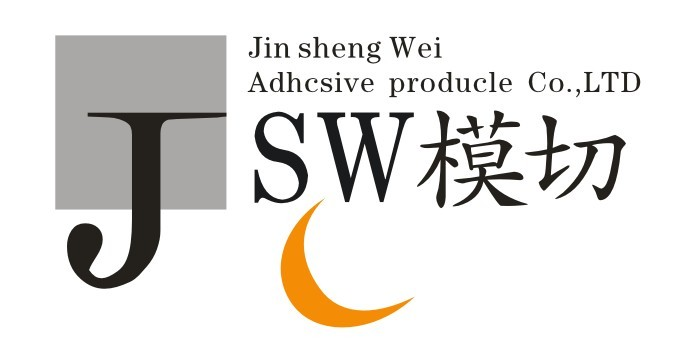 Jin sheng Wei
Adhcsive producle Co.,LTD
JSW模切